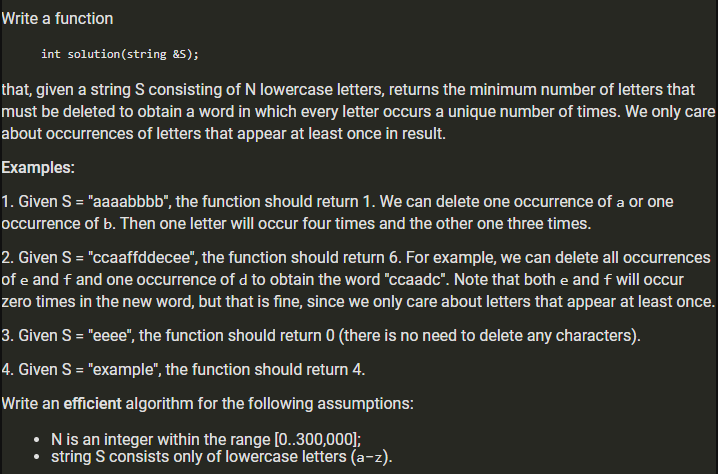 Write a function
int solution(string &S);
that, given a string S consisting of N lowercase letters, returns the minimum number of letters that
must be deleted to obtain a word in which every letter occurs a unique number of times. We only care
about occurrences of letters that appear at least once in result.
Examples:
1. Given S = "aaaabbbb", the function should return 1. We can delete one occurrence of a or one
occurrence of b. Then one letter will occur four times and the other one three times.
2. Given S = "ccaaffddecee", the function should return 6. For example, we can delete all occurrences
of e and f and one occurrence of d to obtain the word "ccaadc". Note that both e and f will occur
zero times in the new word, but that is fine, since we only care about letters that appear at least once.
3. Given S = "eeee", the function should return 0 (there is no need to delete any characters).
4. Given S = "example", the function should return 4.
Write an efficient algorithm for the following assumptions:
• N is an integer within the range [0..300,000];
• string S consists only of lowercase letters (a-z).